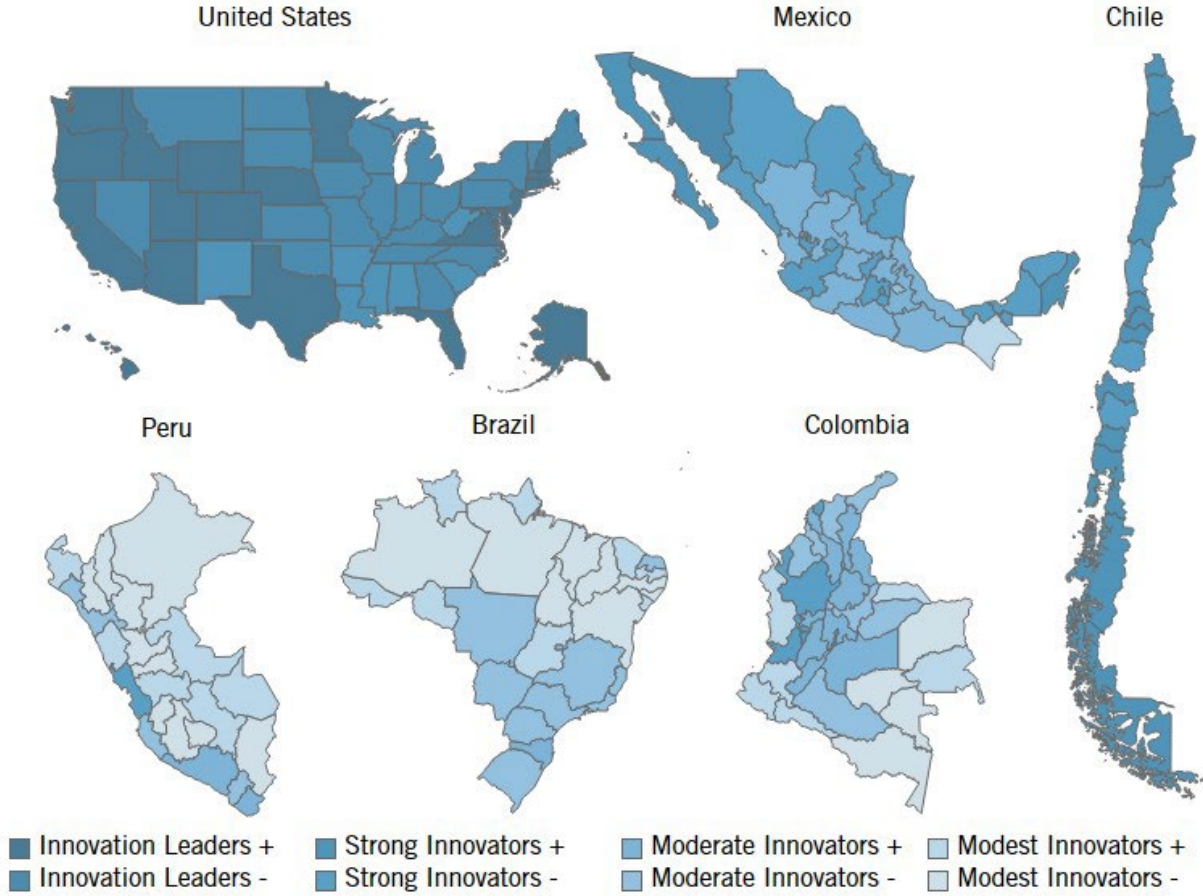 United States
Mexico
Chile
Peru
Brazil
Colombia
Innovation Leaders +
Strong Innovators +
Moderate Innovators +
Modest Innovators +
Innovation Leaders -
Strong Innovators -
Moderate Innovators -
Modest Innovators -